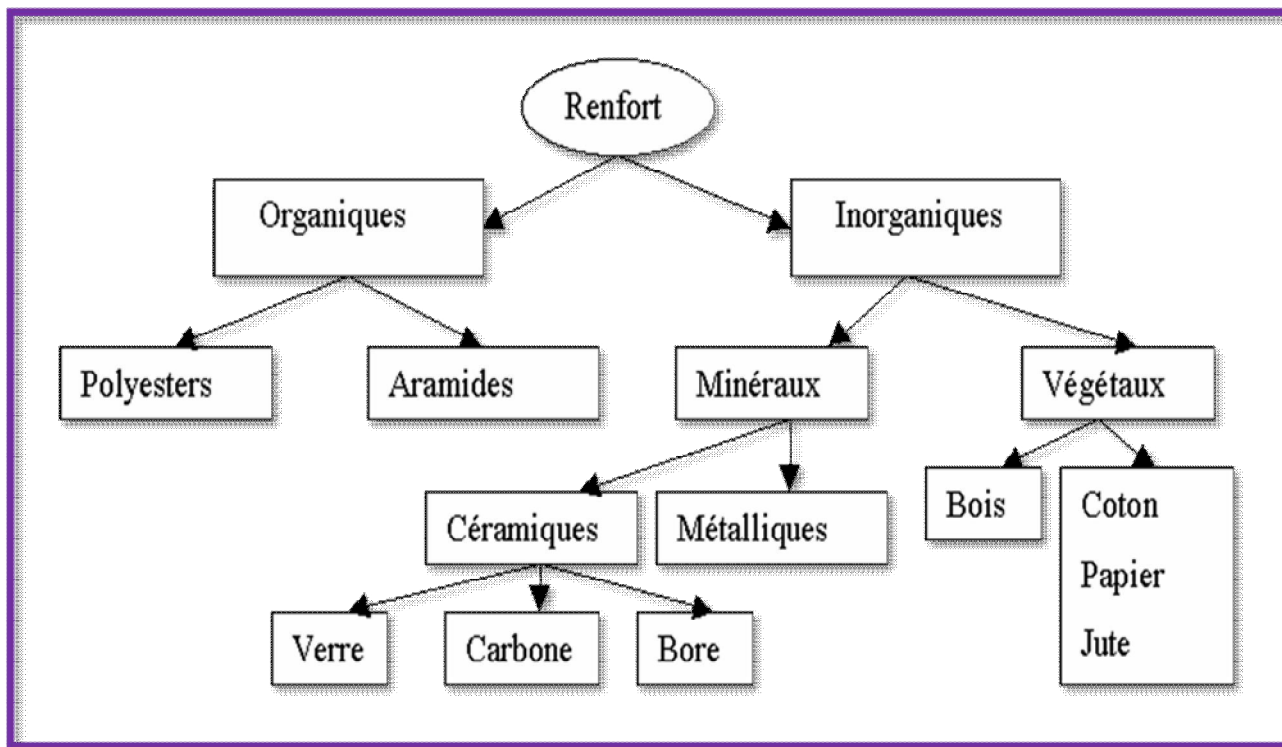 Renfort
Organiques
Inorganiques
Polyesters
Aramides
Minéraux
Végétaux
Céramiques
Métalliques
Bois
Coton
Papier
Jute
Verre
Carbone
Bore